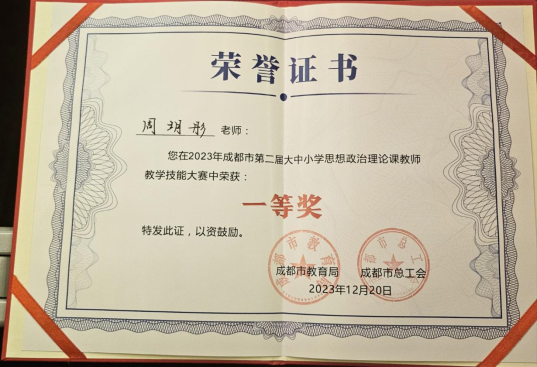 荣誉证书
周玥彤 老师：
您在2023年成都市第二届大中小学思想政治理论课教师
教学技能大赛中荣获：
一等奖
特发此证，以资鼓励。
成都市教育局 成都市总工会
2023年12月20日